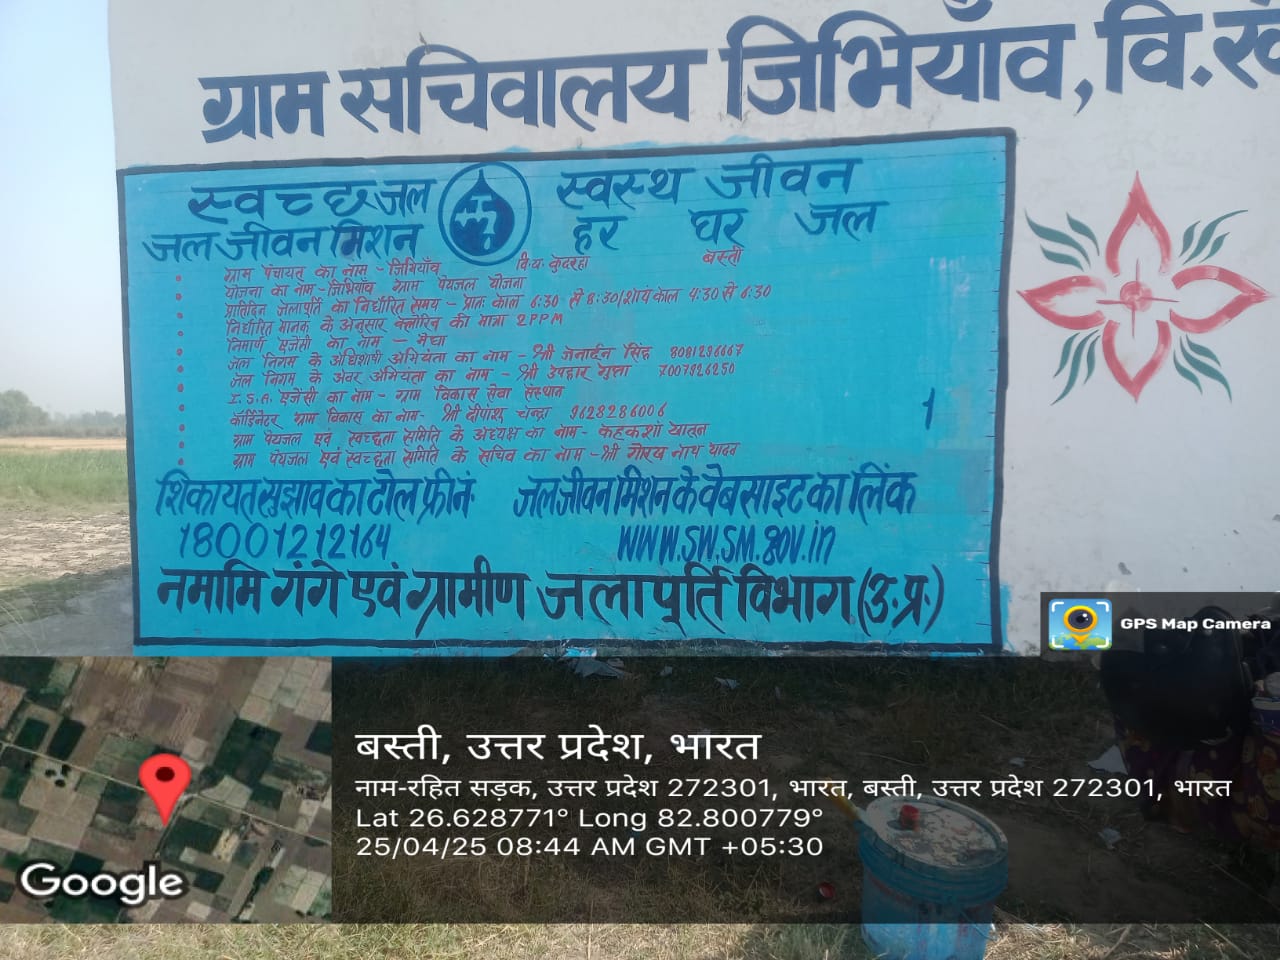 ग्राम सचिवालय जिभियाँव, वि.खं
स्वच्छ जल स्वस्थ जीवन
जल जीवन मिशन हर घर जल
ग्राम पंचायत का नाम - जिभियाँव वि.ख. कुदरहा बस्ती
योजना का नाम - जिभियाँव ग्राम पेयजल योजना
प्रतिदिन जलापूर्ति का निर्धारित समय - प्रातः काल 6:30 से 8:30/शायं काल 4:30 से 6:30
निर्धारित मानक के अनुसार क्लोरिन की मात्रा 2PPM
निर्माण एजेंसी का नाम - मेघा
जल निगम के अधिशाषी अभियंता का नाम - श्री जनार्दन सिंह 8081296667
जल निगम के अवर अभियंता का नाम - श्री उपहार गुप्ता 7007926250
I.S.A. एजेंसी का नाम - ग्राम विकास सेवा संस्थान
कॉर्डिनेटर ग्राम विकास का नाम- श्री दीपांशु चन्द्रा 9628286006
ग्राम पेयजल एवं स्वच्छता समिति के अध्यक्ष का नाम - कहकशां खातून
ग्राम पेयजल एवं स्वच्छता समिति के सचिव का नाम - श्री गोरख नाथ यादव
शिकायत सुझाव का टोल फ्री नं॰ जल जीवन मिशन के वेबसाइट का लिंक
18001212164 WWW.SW.SM.gov.in
नमामि गंगे एवं ग्रामीण जलापूर्ति विभाग (उ.प्र.)
GPS Map Camera
बस्ती, उत्तर प्रदेश, भारत
नाम-रहित सड़क, उत्तर प्रदेश 272301, भारत, बस्ती, उत्तर प्रदेश 272301, भारत
Lat 26.628771° Long 82.800779°
25/04/25 08:44 AM GMT +05:30
Google